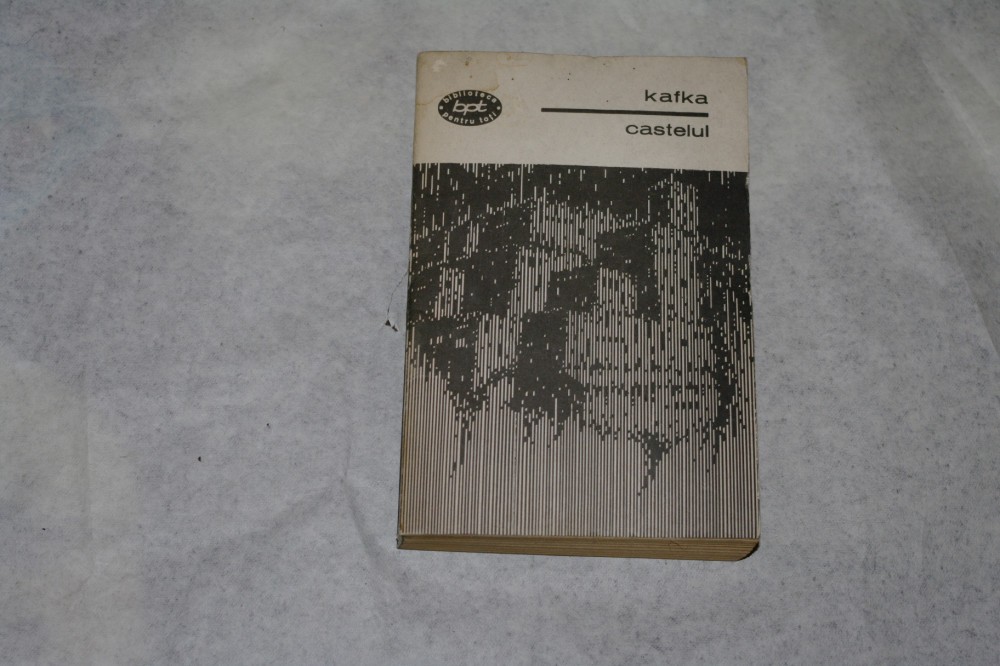 biblioteca
bpt
pentru toți
kafka
castelul